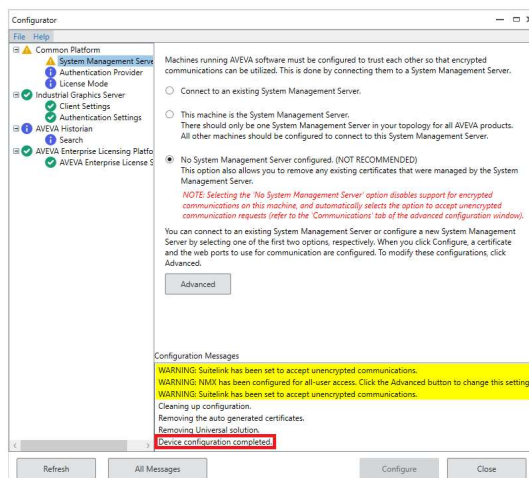 Configurator
File Help
Common Platform
System Management Serve
Authentication Provider
License Mode
Industrial Graphics Server
Client Settings
Authentication Settings
AVEVA Historian
Search
AVEVA Enterprise Licensing Platfo
AVEVA Enterprise License S
Machines running AVEVA software must be configured to trust each other so that encrypted
communications can be utilized. This is done by connecting them to a System Management Server.
Connect to an existing System Management Server.
This machine is the System Management Server.
There should only be one System Management Server in your topology for all AVEVA products.
All other machines should be configured to connect to this System Management Server.
No System Management Server configured. (NOT RECOMMENDED)
This option also allows you to remove any existing certificates that were managed by the System
Management Server.
NOTE: Selecting the 'No System Management Server' option disables support for encrypted
communications on this machine, and automatically selects the option to accept unencrypted
communication requests (refer to the 'Communications' tab of the advanced configuration window).
You can connect to an existing System Management Server or configure a new System Management
Server by selecting one of the first two options, respectively. When you click Configure, a certificate
and the web ports to use for communication are configured. To modify these configurations, click
Advanced.
Advanced
Configuration Messages
WARNING: Suitelink has been set to accept unencrypted communications.
WARNING: NMX has been configured for all-user access. Click the Advanced button to change this setting
WARNING: Suitelink has been set to accept unencrypted communications.
Cleaning up configuration.
Removing the auto generated certificates.
Removing Universal solution.
Device configuration completed.
Refresh All Messages Configure Close